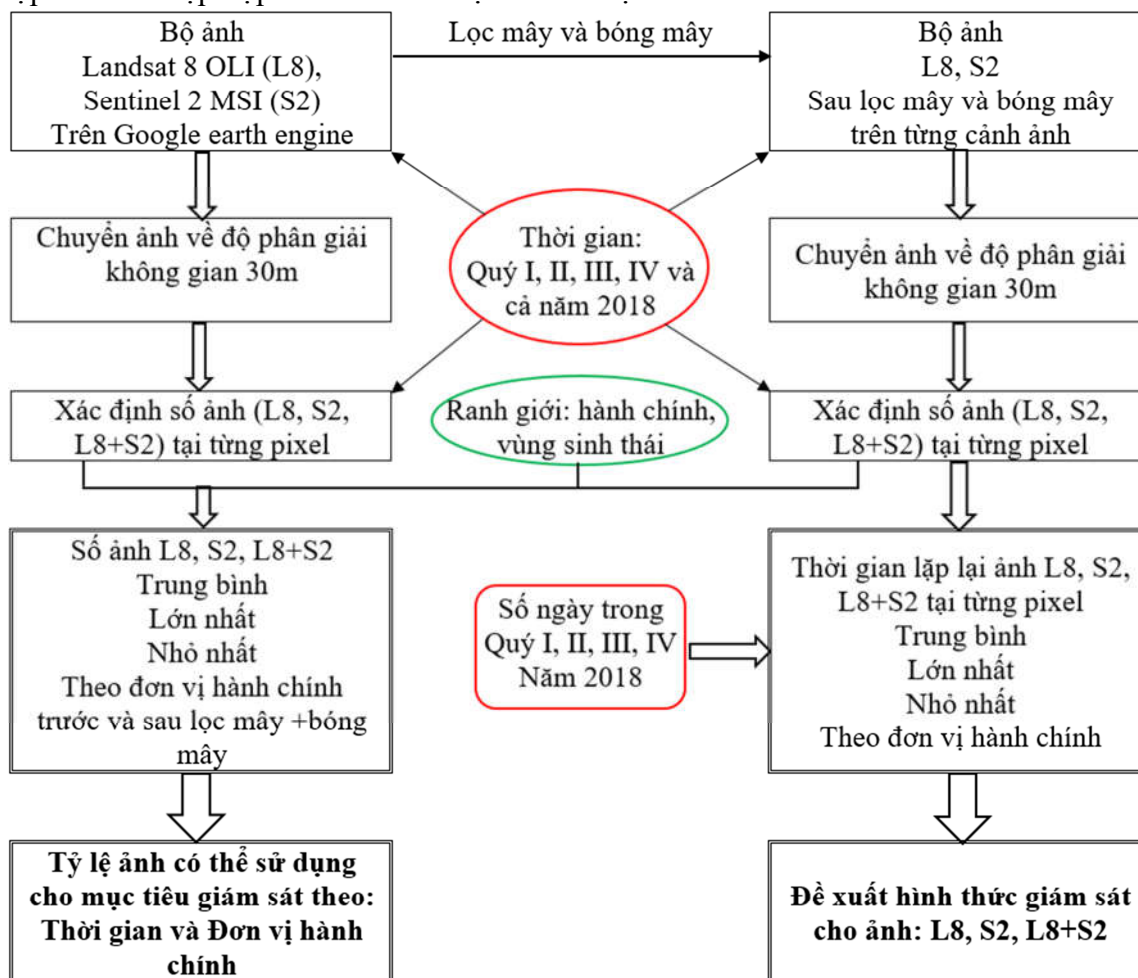 Bộ ảnh
Landsat 8 OLI (L8),
Sentinel 2 MSI (S2)
Trên Google earth engine
Lọc mây và bóng mây
Bộ ảnh
L8, S2
Sau lọc mây và bóng mây
trên từng cảnh ảnh
Chuyển ảnh về độ phân giải
không gian 30m
Thời gian:
Quý I, II, III, IV và
cả năm 2018
Chuyển ảnh về độ phân giải
không gian 30m
Xác định số ảnh (L8, S2,
L8+S2) tại từng pixel
Ranh giới: hành chính,
vùng sinh thái
Xác định số ảnh (L8, S2,
L8+S2) tại từng pixel
Số ảnh L8, S2, L8+S2
Trung bình
Lớn nhất
Nhỏ nhất
Theo đơn vị hành chính
trước và sau lọc mây +bóng
mây
Số ngày trong
Quý I, II, III, IV
Năm 2018
Thời gian lặp lại ảnh L8, S2,
L8+S2 tại từng pixel
Trung bình
Lớn nhất
Nhỏ nhất
Theo đơn vị hành chính
Tỷ lệ ảnh có thể sử dụng
cho mục tiêu giám sát theo:
Thời gian và Đơn vị hành
chính
Đề xuất hình thức giám sát
cho ảnh: L8, S2, L8+S2